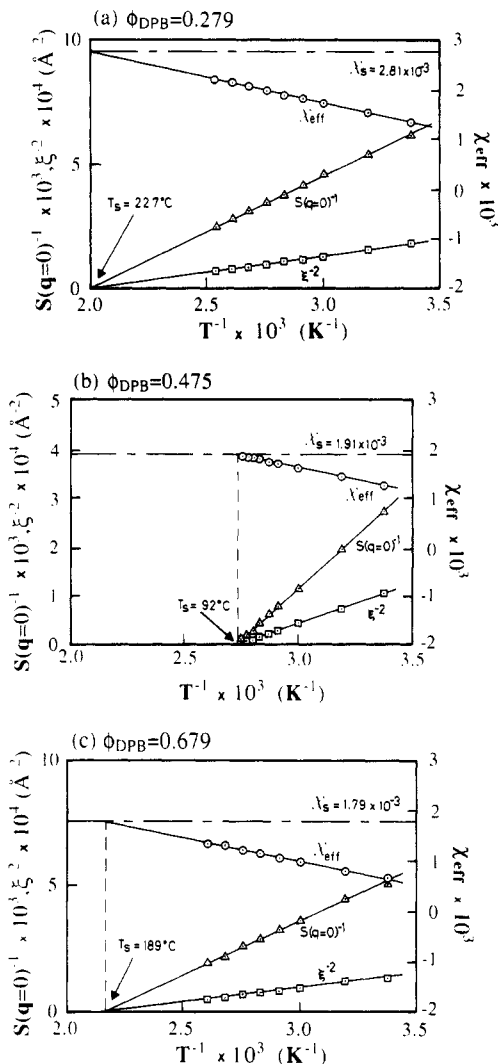 (a) ϕDPB=0.279
10
5
0
S(q=0)⁻¹ × 10³, ξ⁻² × 10⁴ (Å⁻²)
χs = 2.81×10⁻³
χeff
Ts = 227°C
S(q=0)⁻¹
ξ⁻²
3
2
1
0
-1
-2
χeff × 10³
2.0
2.5
3.0
3.5
T⁻¹ × 10³ (K⁻¹)
(b) ϕDPB=0.475
5
4
3
2
1
0
S(q=0)⁻¹ × 10³, ξ⁻² × 10⁴ (Å⁻²)
χs = 1.91×10⁻³
χeff
S(q=0)⁻¹
Ts = 92°C
ξ⁻²
3
2
1
0
-1
-2
χeff × 10³
2.0
2.5
3.0
3.5
T⁻¹ × 10³ (K⁻¹)
(c) ϕDPB=0.679
10
5
0
S(q=0)⁻¹ × 10³, ξ⁻² × 10⁴ (Å⁻²)
χs = 1.79 × 10⁻³
χeff
S(q=0)⁻¹
Ts = 189°C
ξ⁻²
3
2
1
0
-1
-2
χeff × 10³
2.0
2.5
3.0
3.5
T⁻¹ × 10³ (K⁻¹)